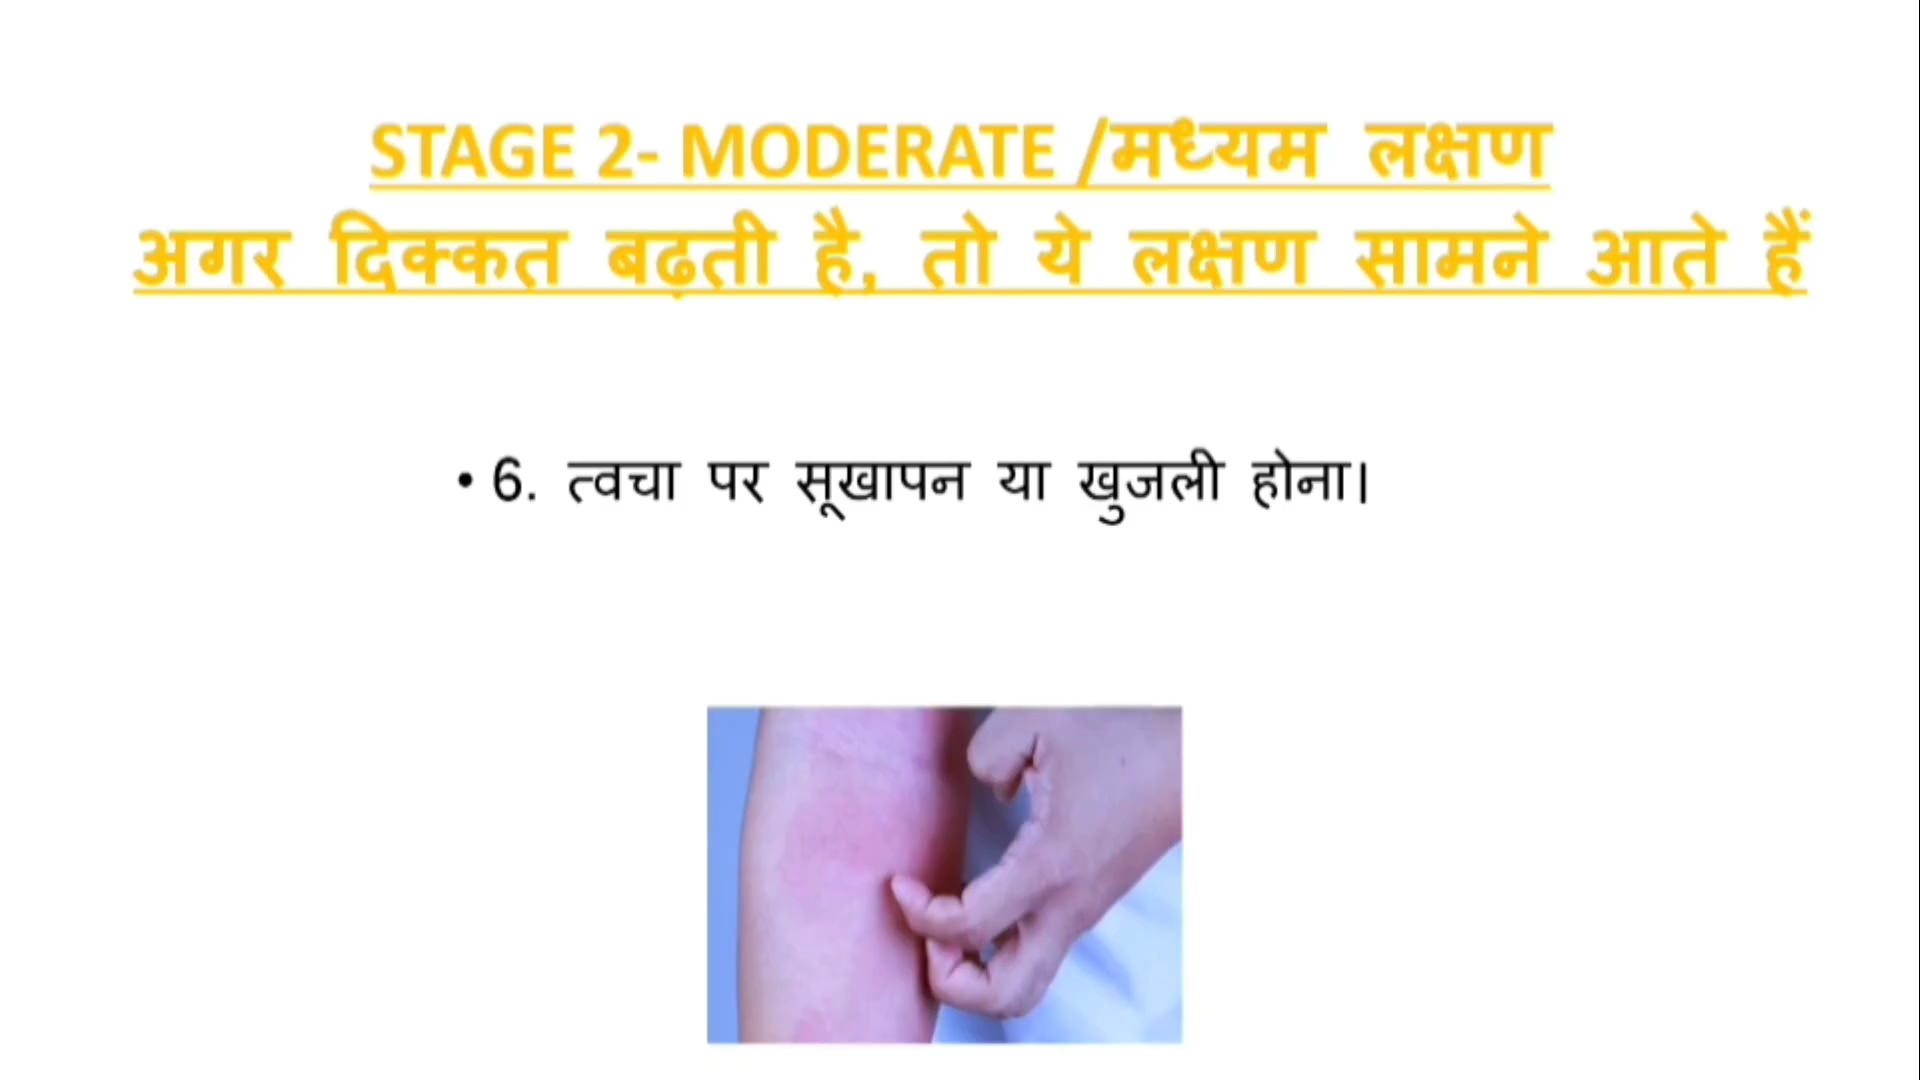 STAGE 2- MODERATE /मध्यम लक्षण
अगर दिक्कत बढ़ती है, तो ये लक्षण सामने आते हैं
• 6. त्वचा पर सूखापन या खुजली होना।